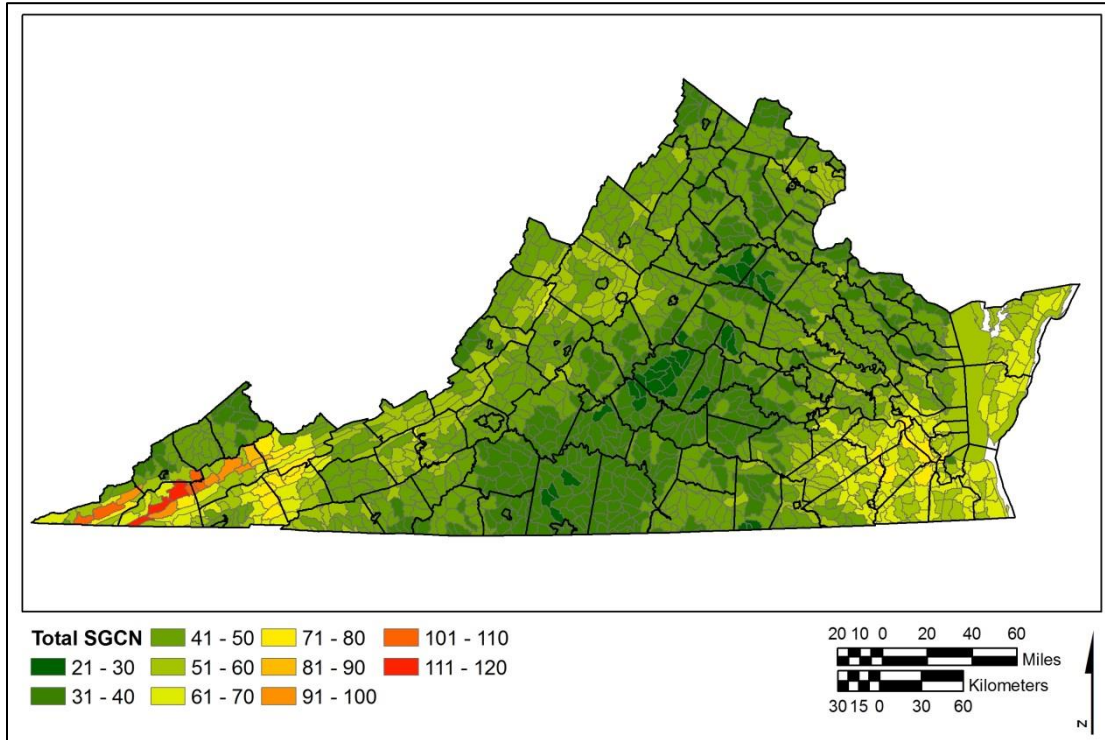 Total SGCN
21 - 30
31 - 40
41 - 50
51 - 60
61 - 70
71 - 80
81 - 90
91 - 100
101 - 110
111 - 120
20 10 0 20 40 60
Miles
Kilometers
30 15 0 30 60
N